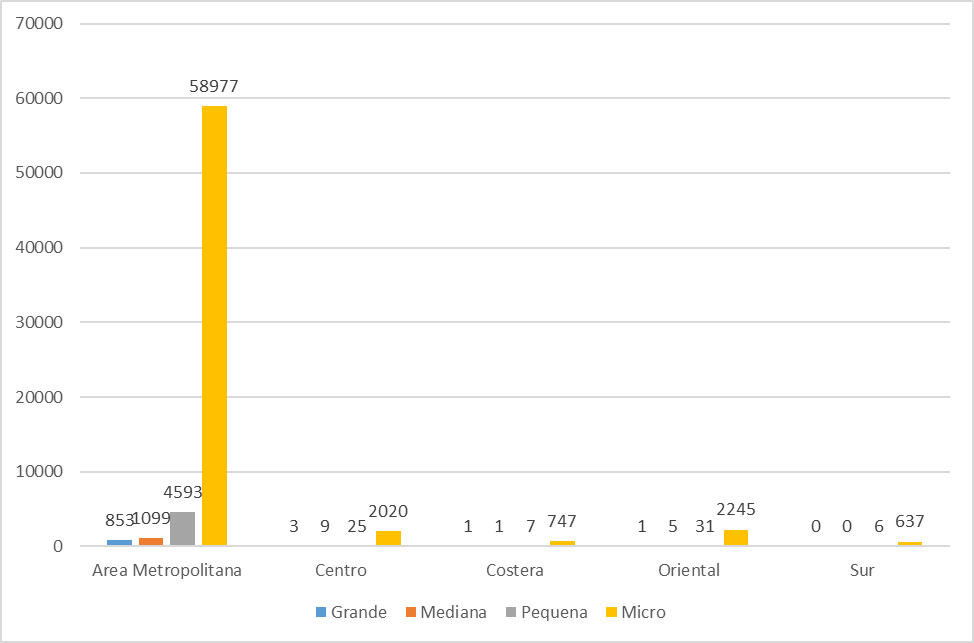 70000
60000
50000
40000
30000
20000
10000
0
58977
853 1099 4593
3 9 25 2020
1 1 7 747
1 5 31 2245
0 0 6 637
Area Metropolitana Centro Costera Oriental Sur
Grande Mediana Pequena Micro